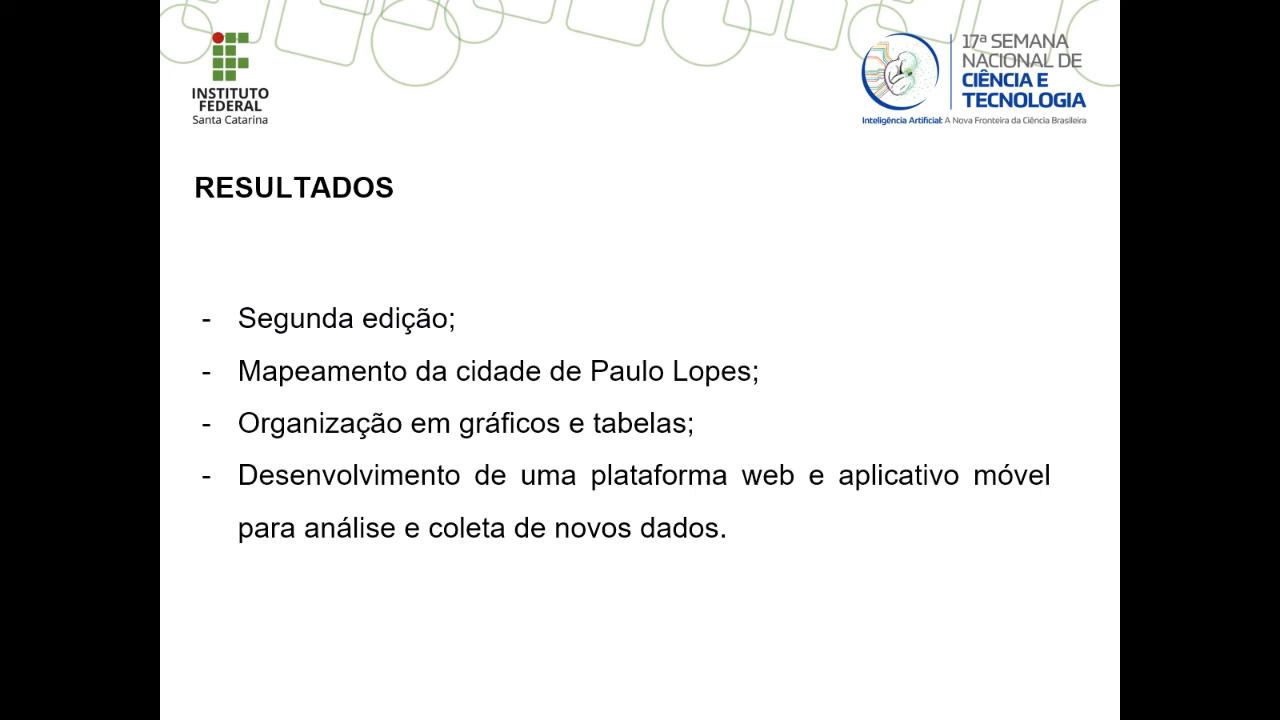 INSTITUTO
FEDERAL
Santa Catarina
17ª SEMANA
NACIONAL DE
CIÊNCIA E
TECNOLOGIA
Inteligência Artificial: A Nova Fronteira da Ciência Brasileira
RESULTADOS
- Segunda edição;
- Mapeamento da cidade de Paulo Lopes;
- Organização em gráficos e tabelas;
- Desenvolvimento de uma plataforma web e aplicativo móvel
para análise e coleta de novos dados.